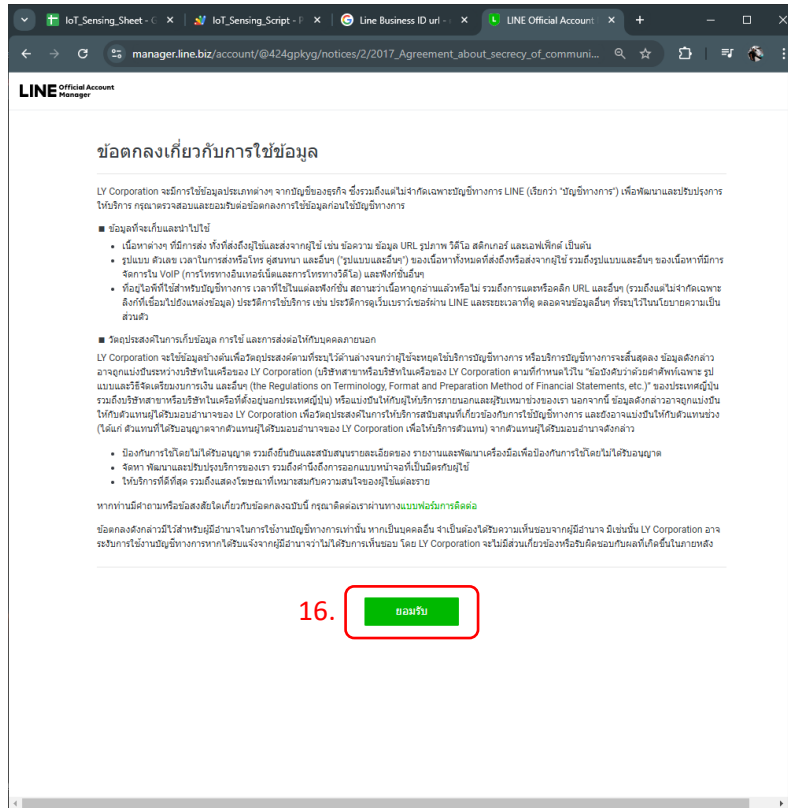 IoT_Sensing_Sheet - G
IoT_Sensing_Script - P
Line Business ID url -
LINE Official Account
manager.line.biz/account/@424gpkyg/notices/2/2017_Agreement_about_secrecy_of_communi...
LINE Official Account Manager
ข้อตกลงเกี่ยวกับการใช้ข้อมูล
LY Corporation จะมีการใช้ข้อมูลประเภทต่างๆ จากบัญชีของธุรกิจ ซึ่งรวมถึงแต่ไม่จำกัดเฉพาะบัญชีทางการ LINE (เรียกว่า "บัญชีทางการ") เพื่อพัฒนาและปรับปรุงการ
ให้บริการ กรุณาตรวจสอบและยอมรับต่อข้อตกลงการใช้ข้อมูลก่อนใช้บัญชีทางการ
■ ข้อมูลที่จะเก็บและนำไปใช้
• เนื้อหาต่างๆ ที่มีการส่ง ทั้งที่ส่งถึงผู้ใช้และส่งจากผู้ใช้ เช่น ข้อความ ข้อมูล URL รูปภาพ วิดีโอ สติกเกอร์ และเอฟเฟ็กต์ เป็นต้น
• รูปแบบ ตัวเลข เวลาในการส่งหรือโทร คู่สนทนา และอื่นๆ ("รูปแบบและอื่นๆ") ของเนื้อหาทั้งหมดที่ส่งถึงหรือส่งจากผู้ใช้ รวมถึงรูปแบบและอื่นๆ ของเนื้อหาที่มีการ
จัดการใน VoIP (การโทรทางอินเทอร์เน็ตและการโทรทางวิดีโอ) และฟังก์ชั่นอื่นๆ
• ที่อยู่ไอพีที่ใช้สำหรับบัญชีทางการ เวลาที่ใช้ในแต่ละฟังก์ชั่น สถานะว่าเนื้อหาถูกอ่านแล้วหรือไม่ รวมถึงการแตะหรือคลิก URL และอื่นๆ (รวมถึงแต่ไม่จำกัดเฉพาะ
ลิงก์ที่เชื่อมไปยังแหล่งข้อมูล) ประวัติการใช้บริการ เช่น ประวัติการดูเว็บเบราว์เซอร์ผ่าน LINE และระยะเวลาที่ดู ตลอดจนข้อมูลอื่นๆ ที่ระบุไว้ในนโยบายความเป็น
ส่วนตัว
■ วัตถุประสงค์ในการเก็บข้อมูล การใช้ และการส่งต่อให้กับบุคคลภายนอก
LY Corporation จะใช้ข้อมูลข้างต้นเพื่อวัตถุประสงค์ตามที่ระบุไว้ด้านล่างจนกว่าผู้ใช้จะหยุดใช้บริการบัญชีทางการ หรือบริการบัญชีทางการจะสิ้นสุดลง ข้อมูลดังกล่าว
อาจถูกแบ่งปันระหว่างบริษัทในเครือของ LY Corporation (บริษัทสาขาหรือบริษัทในเครือของ LY Corporation ตามที่กำหนดไว้ใน "ข้อบังคับว่าด้วยคำศัพท์เฉพาะ รูป
แบบและวิธีจัดเตรียมงบการเงิน และอื่นๆ (the Regulations on Terminology, Format and Preparation Method of Financial Statements, etc.)" ของประเทศญี่ปุ่น
รวมถึงบริษัทสาขาหรือบริษัทในเครือที่ตั้งอยู่นอกประเทศญี่ปุ่น) หรือแบ่งปันให้กับผู้ให้บริการภายนอกและผู้รับเหมาช่วงของเรา นอกจากนี้ ข้อมูลดังกล่าวอาจถูกแบ่งปัน
ให้กับตัวแทนผู้ได้รับมอบอำนาจของ LY Corporation เพื่อวัตถุประสงค์ในการให้บริการสนับสนุนที่เกี่ยวข้องกับการใช้บัญชีทางการ และยังอาจแบ่งปันให้กับตัวแทนช่วง
(ได้แก่ ตัวแทนที่ได้รับอนุญาตจากตัวแทนผู้ได้รับมอบอำนาจของ LY Corporation เพื่อให้บริการตัวแทน) จากตัวแทนผู้ได้รับมอบอำนาจดังกล่าว
• ป้องกันการใช้โดยไม่ได้รับอนุญาต รวมถึงยืนยันและสนับสนุนรายละเอียดของ รายงานและพัฒนาเครื่องมือเพื่อป้องกันการใช้โดยไม่ได้รับอนุญาต
• จัดหา พัฒนาและปรับปรุงบริการของเรา รวมถึงคำนึงถึงการออกแบบหน้าจอที่เป็นมิตรกับผู้ใช้
• ให้บริการที่ดีที่สุด รวมถึงแสดงโฆษณาที่เหมาะสมกับความสนใจของผู้ใช้แต่ละราย
หากท่านมีคำถามหรือข้อสงสัยใดเกี่ยวกับข้อตกลงฉบับนี้ กรุณาติดต่อเราผ่านทางแบบฟอร์มการติดต่อ
ข้อตกลงดังกล่าวมีไว้สำหรับผู้มีอำนาจในการใช้งานบัญชีทางการเท่านั้น หากเป็นบุคคลอื่น จำเป็นต้องได้รับความเห็นชอบจากผู้มีอำนาจ มิเช่นนั้น LY Corporation อาจ
ระงับการใช้งานบัญชีทางการหากได้รับแจ้งจากผู้มีอำนาจว่าไม่ได้รับการเห็นชอบ โดย LY Corporation จะไม่มีส่วนเกี่ยวข้องหรือรับผิดชอบกับผลที่เกิดขึ้นในภายหลัง
16.
ยอมรับ